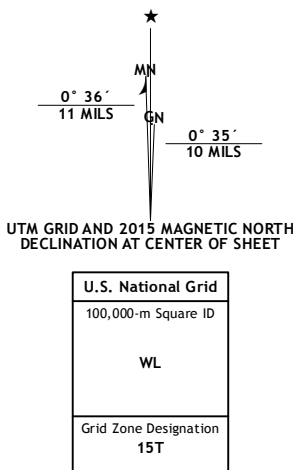 ★
MN
0° 36´
11 MILS
GN
0° 35´
10 MILS
UTM GRID AND 2015 MAGNETIC NORTH
DECLINATION AT CENTER OF SHEET
U.S. National Grid
100,000-m Square ID
WL
Grid Zone Designation
15T